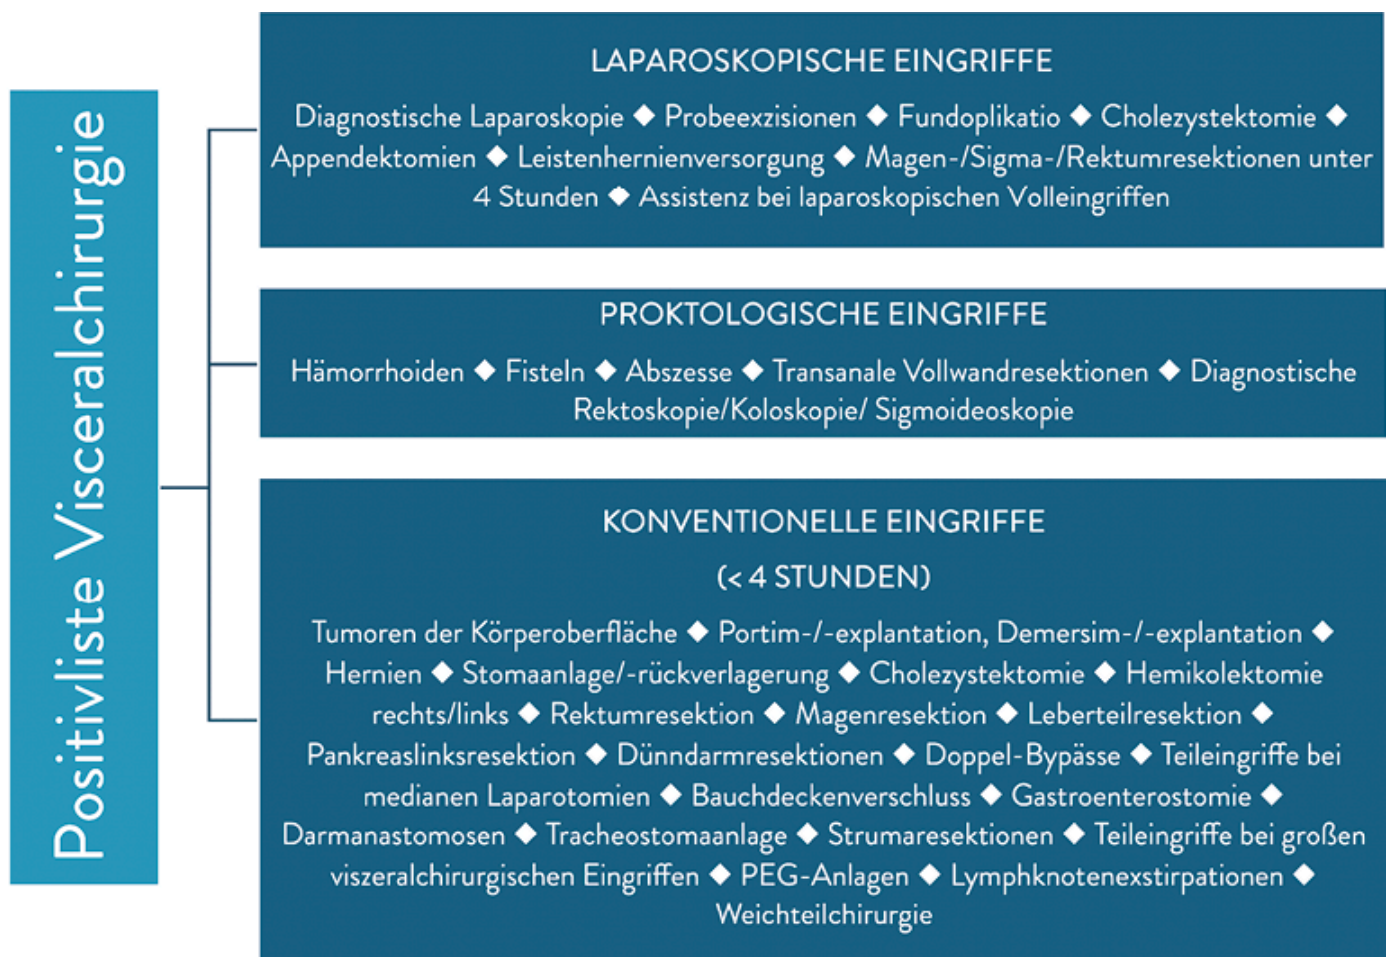 Positivliste Visceralchirurgie
LAPAROSKOPISCHE EINGRIFFE
Diagnostische Laparoskopie ◆ Probeexzisionen ◆ Fundoplikatio ◆ Cholezystektomie ◆
Appendektomien ◆ Leistenhernienversorgung ◆ Magen-/Sigma-/Rektumresektionen unter
4 Stunden ◆ Assistenz bei laparoskopischen Volleingriffen
PROKTOLOGISCHE EINGRIFFE
Hämorrhoiden ◆ Fisteln ◆ Abszesse ◆ Transanale Vollwandresektionen ◆ Diagnostische
Rektoskopie/Koloskopie/ Sigmoideoskopie
KONVENTIONELLE EINGRIFFE
(< 4 STUNDEN)
Tumoren der Körperoberfläche ◆ Portim-/-explantation, Demersim-/-explantation ◆
Hernien ◆ Stomaanlage/-rückverlagerung ◆ Cholezystektomie ◆ Hemikolektomie
rechts/links ◆ Rektumresektion ◆ Magenresektion ◆ Leberteilresektion ◆
Pankreaslinksresektion ◆ Dünndarmresektionen ◆ Doppel-Bypässe ◆ Teileingriffe bei
medianen Laparotomien ◆ Bauchdeckenverschluss ◆ Gastroenterostomie ◆
Darmanastomosen ◆ Tracheostomaanlage ◆ Strumaresektionen ◆ Teileingriffe bei großen
viszeralchirurgischen Eingriffen ◆ PEG-Anlagen ◆ Lymphknotenexstirpationen ◆
Weichteilchirurgie